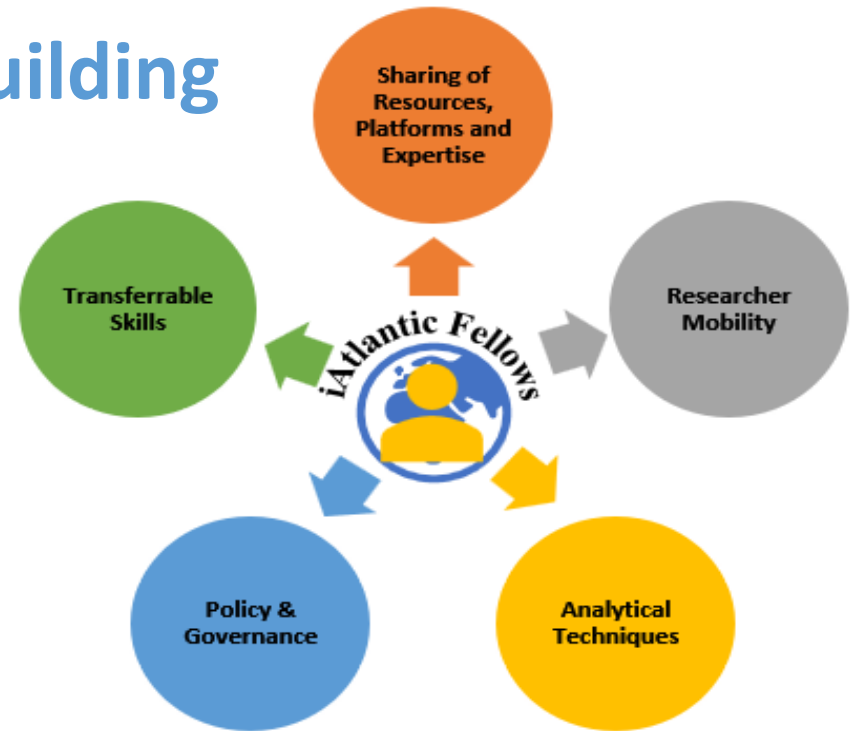 uilding
Sharing of
Resources,
Platforms and
Expertise
Transferrable
Skills
Researcher
Mobility
iAtlantic Fellows
Policy &
Governance
Analytical
Techniques